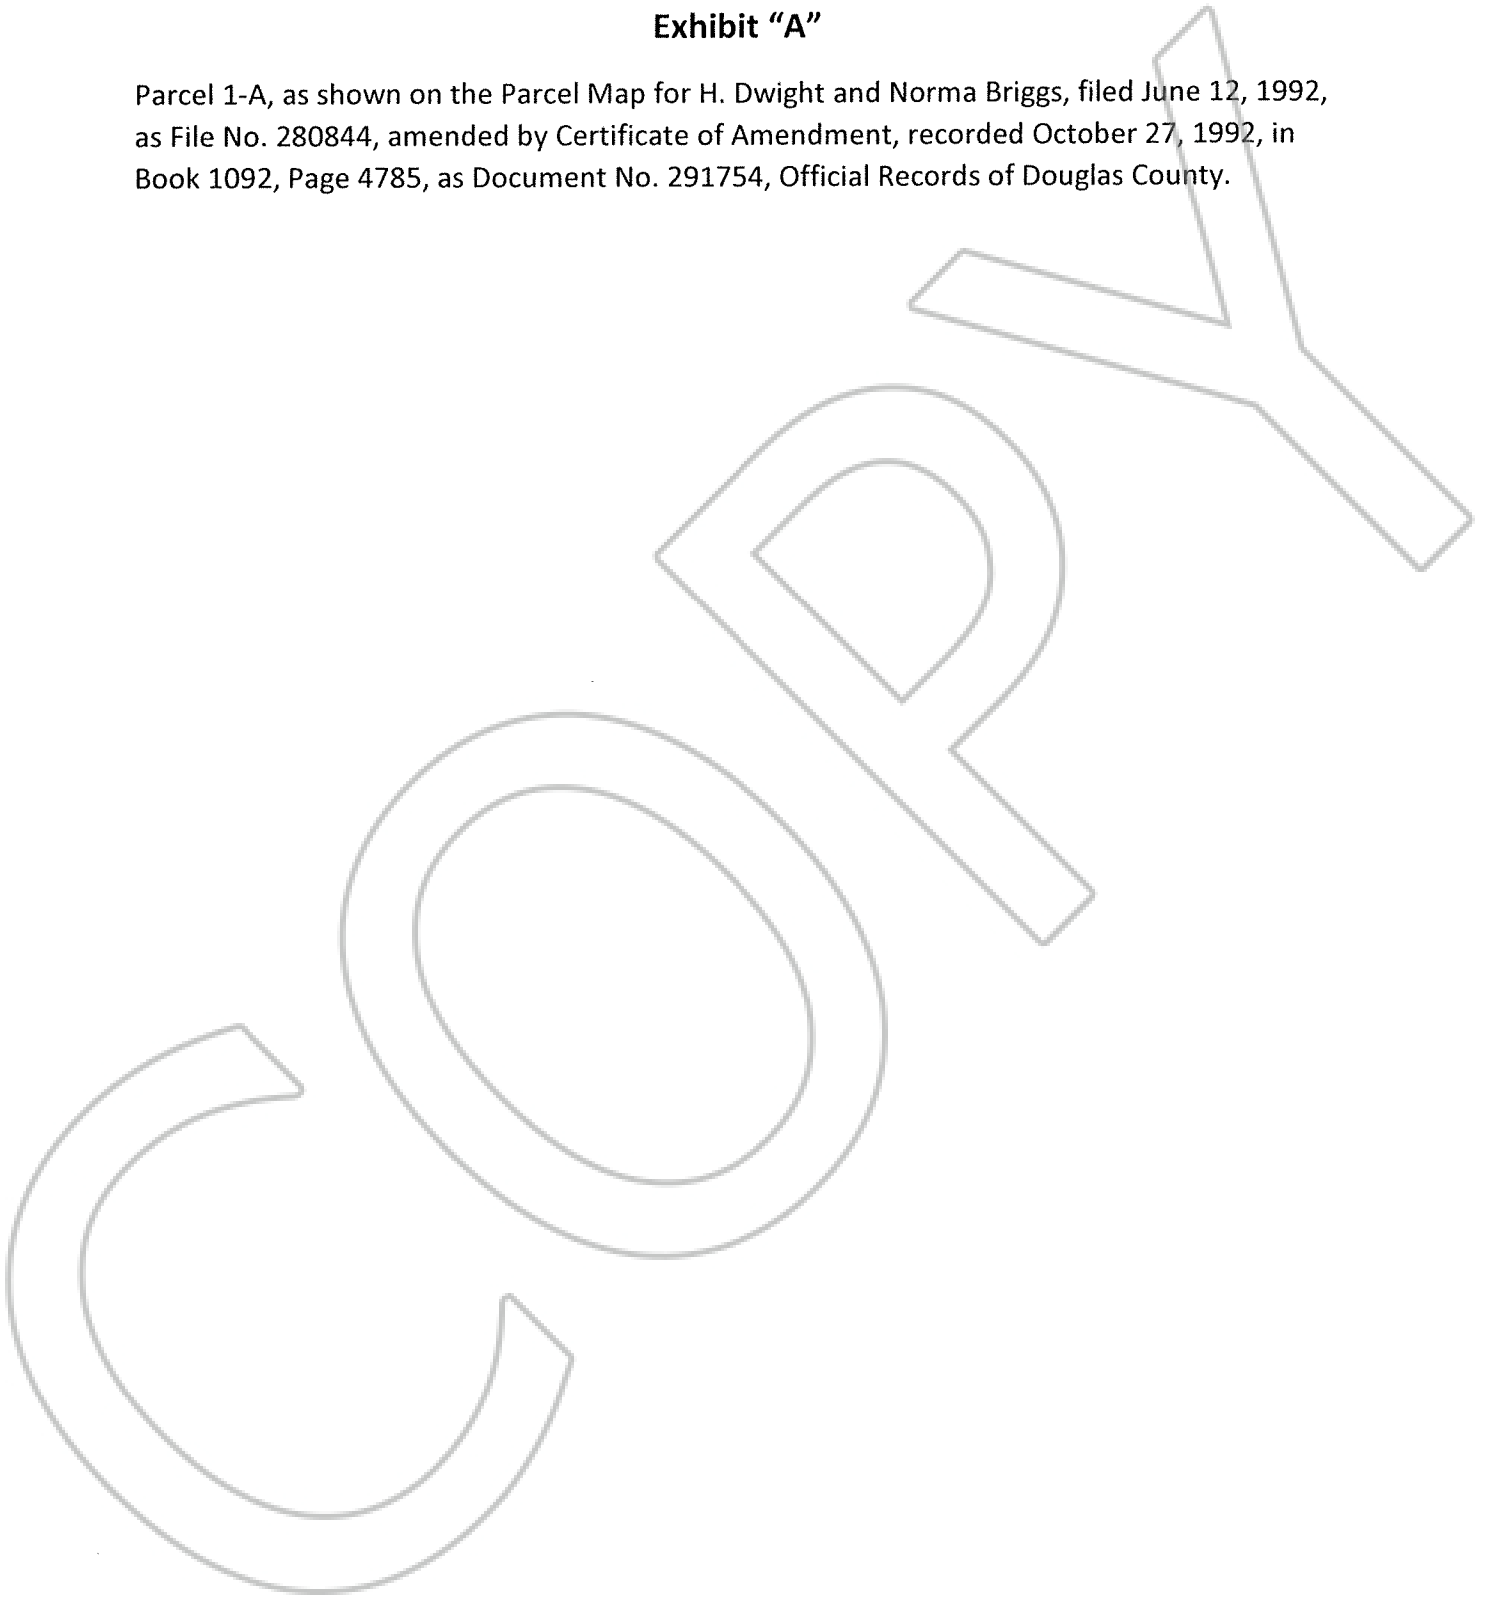 Exhibit “A”
Parcel 1-A, as shown on the Parcel Map for H. Dwight and Norma Briggs, filed June 12, 1992,
as File No. 280844, amended by Certificate of Amendment, recorded October 27, 1992, in
Book 1092, Page 4785, as Document No. 291754, Official Records of Douglas County.
COPY